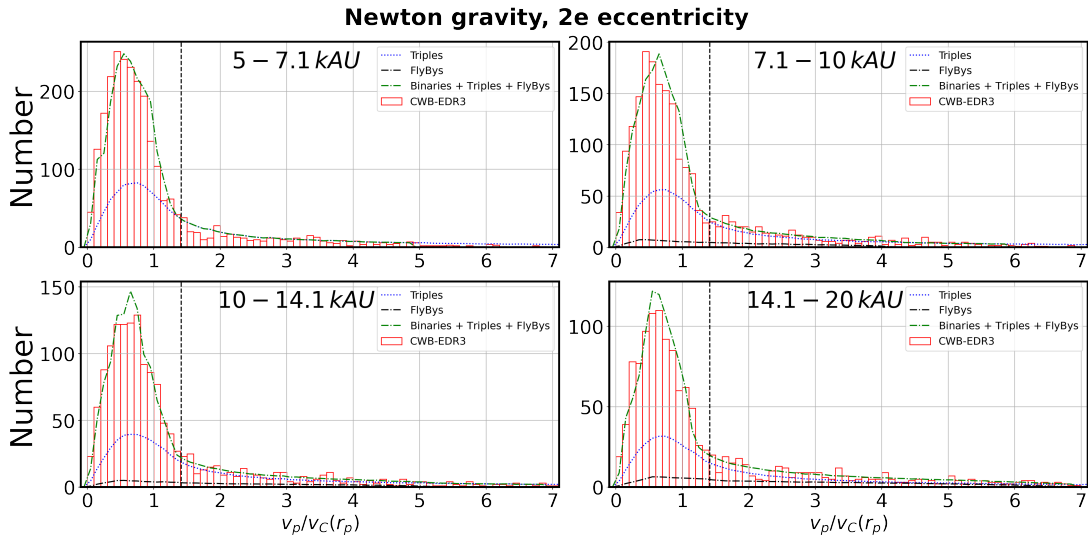 Newton gravity, 2e eccentricity
5 − 7.1 kAU
Triples
FlyBys
Binaries + Triples + FlyBys
CWB-EDR3
Number
200
100
0
0 1 2 3 4 5 6 7
7.1 − 10 kAU
Triples
FlyBys
Binaries + Triples + FlyBys
CWB-EDR3
200
150
100
50
0
0 1 2 3 4 5 6 7
10 − 14.1 kAU
Triples
FlyBys
Binaries + Triples + FlyBys
CWB-EDR3
Number
150
100
50
0
0 1 2 3 4 5 6 7
v_p/v_C(r_p)
14.1 − 20 kAU
Triples
FlyBys
Binaries + Triples + FlyBys
CWB-EDR3
100
50
0
0 1 2 3 4 5 6 7
v_p/v_C(r_p)